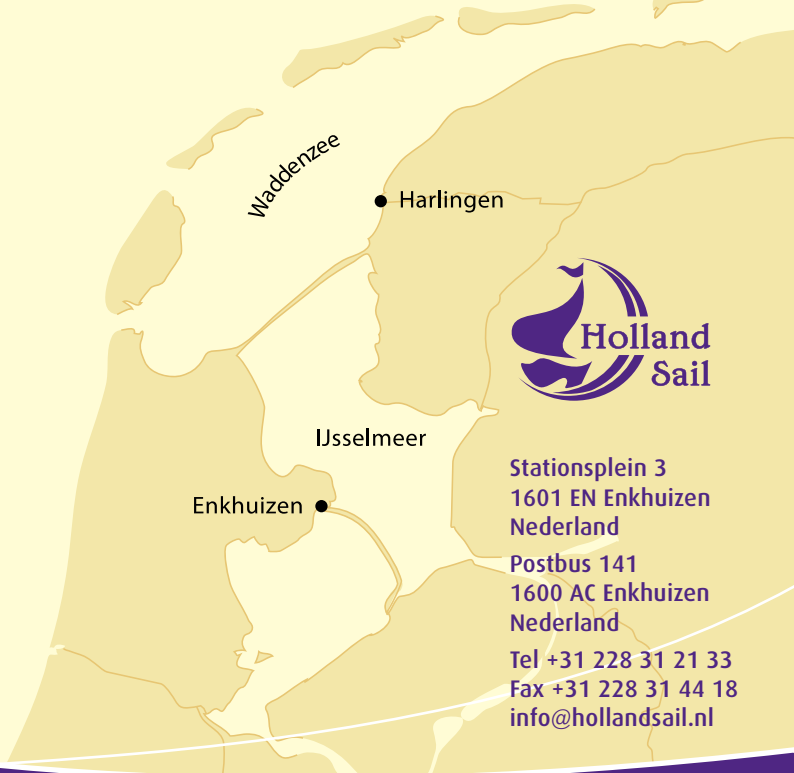 Waddenzee
Harlingen
Holland
Sail
IJsselmeer
Enkhuizen
Stationsplein 3
1601 EN Enkhuizen
Nederland
Postbus 141
1600 AC Enkhuizen
Nederland
Tel +31 228 31 21 33
Fax +31 228 31 44 18
info@hollandsail.nl